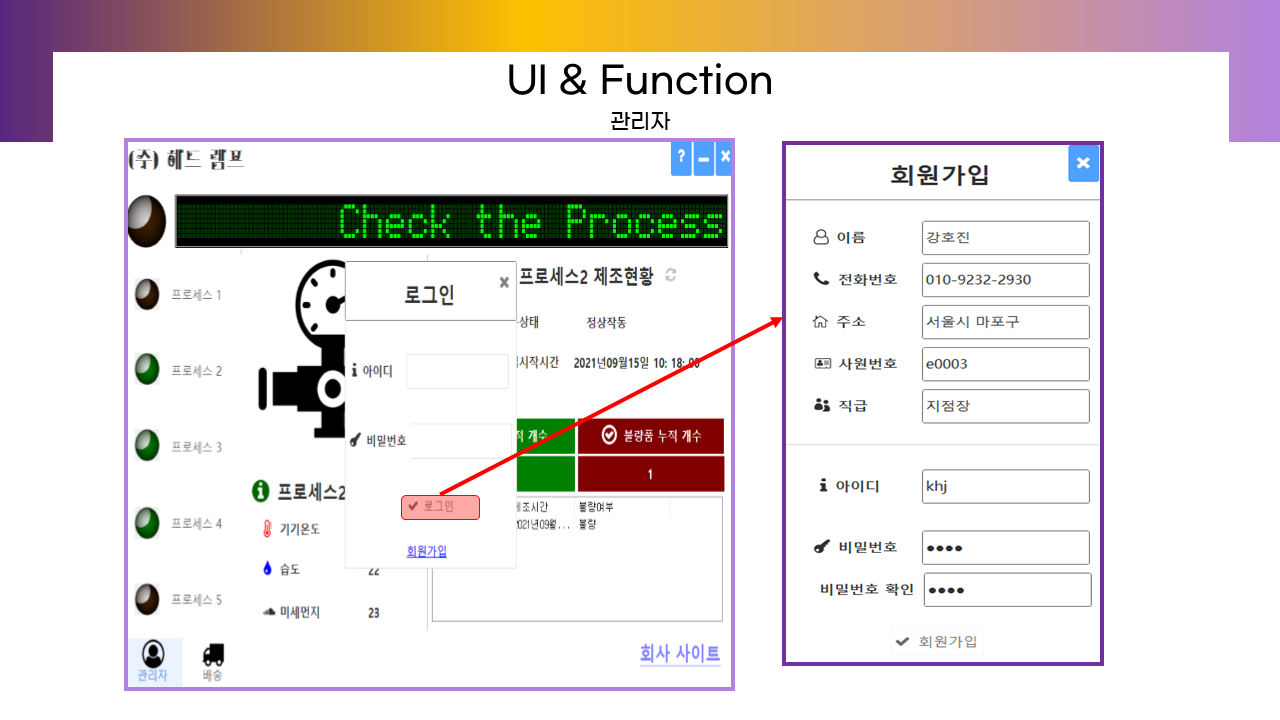 UI & Function
관리자
(주) 헤드 램프
?
Check the Process
프로세스 1
프로세스 2
프로세스 3
프로세스 4
프로세스 5
프로세스2 제조현황
상태 정상작동
시작시간 2021년09월15일 10: 18: 00
적 개수 불량품 누적 개수
1
제조시간 불량여부
2021년09월... 불량
로그인
아이디
비밀번호
로그인
회원가입
프로세스2
기기온도
습도 22
미세먼지 23
관리자 배송
회사 사이트
회원가입
이름 강호진
전화번호 010-9232-2930
주소 서울시 마포구
사원번호 e0003
직급 지점장
아이디 khj
비밀번호 ●●●●
비밀번호 확인 ●●●●
회원가입